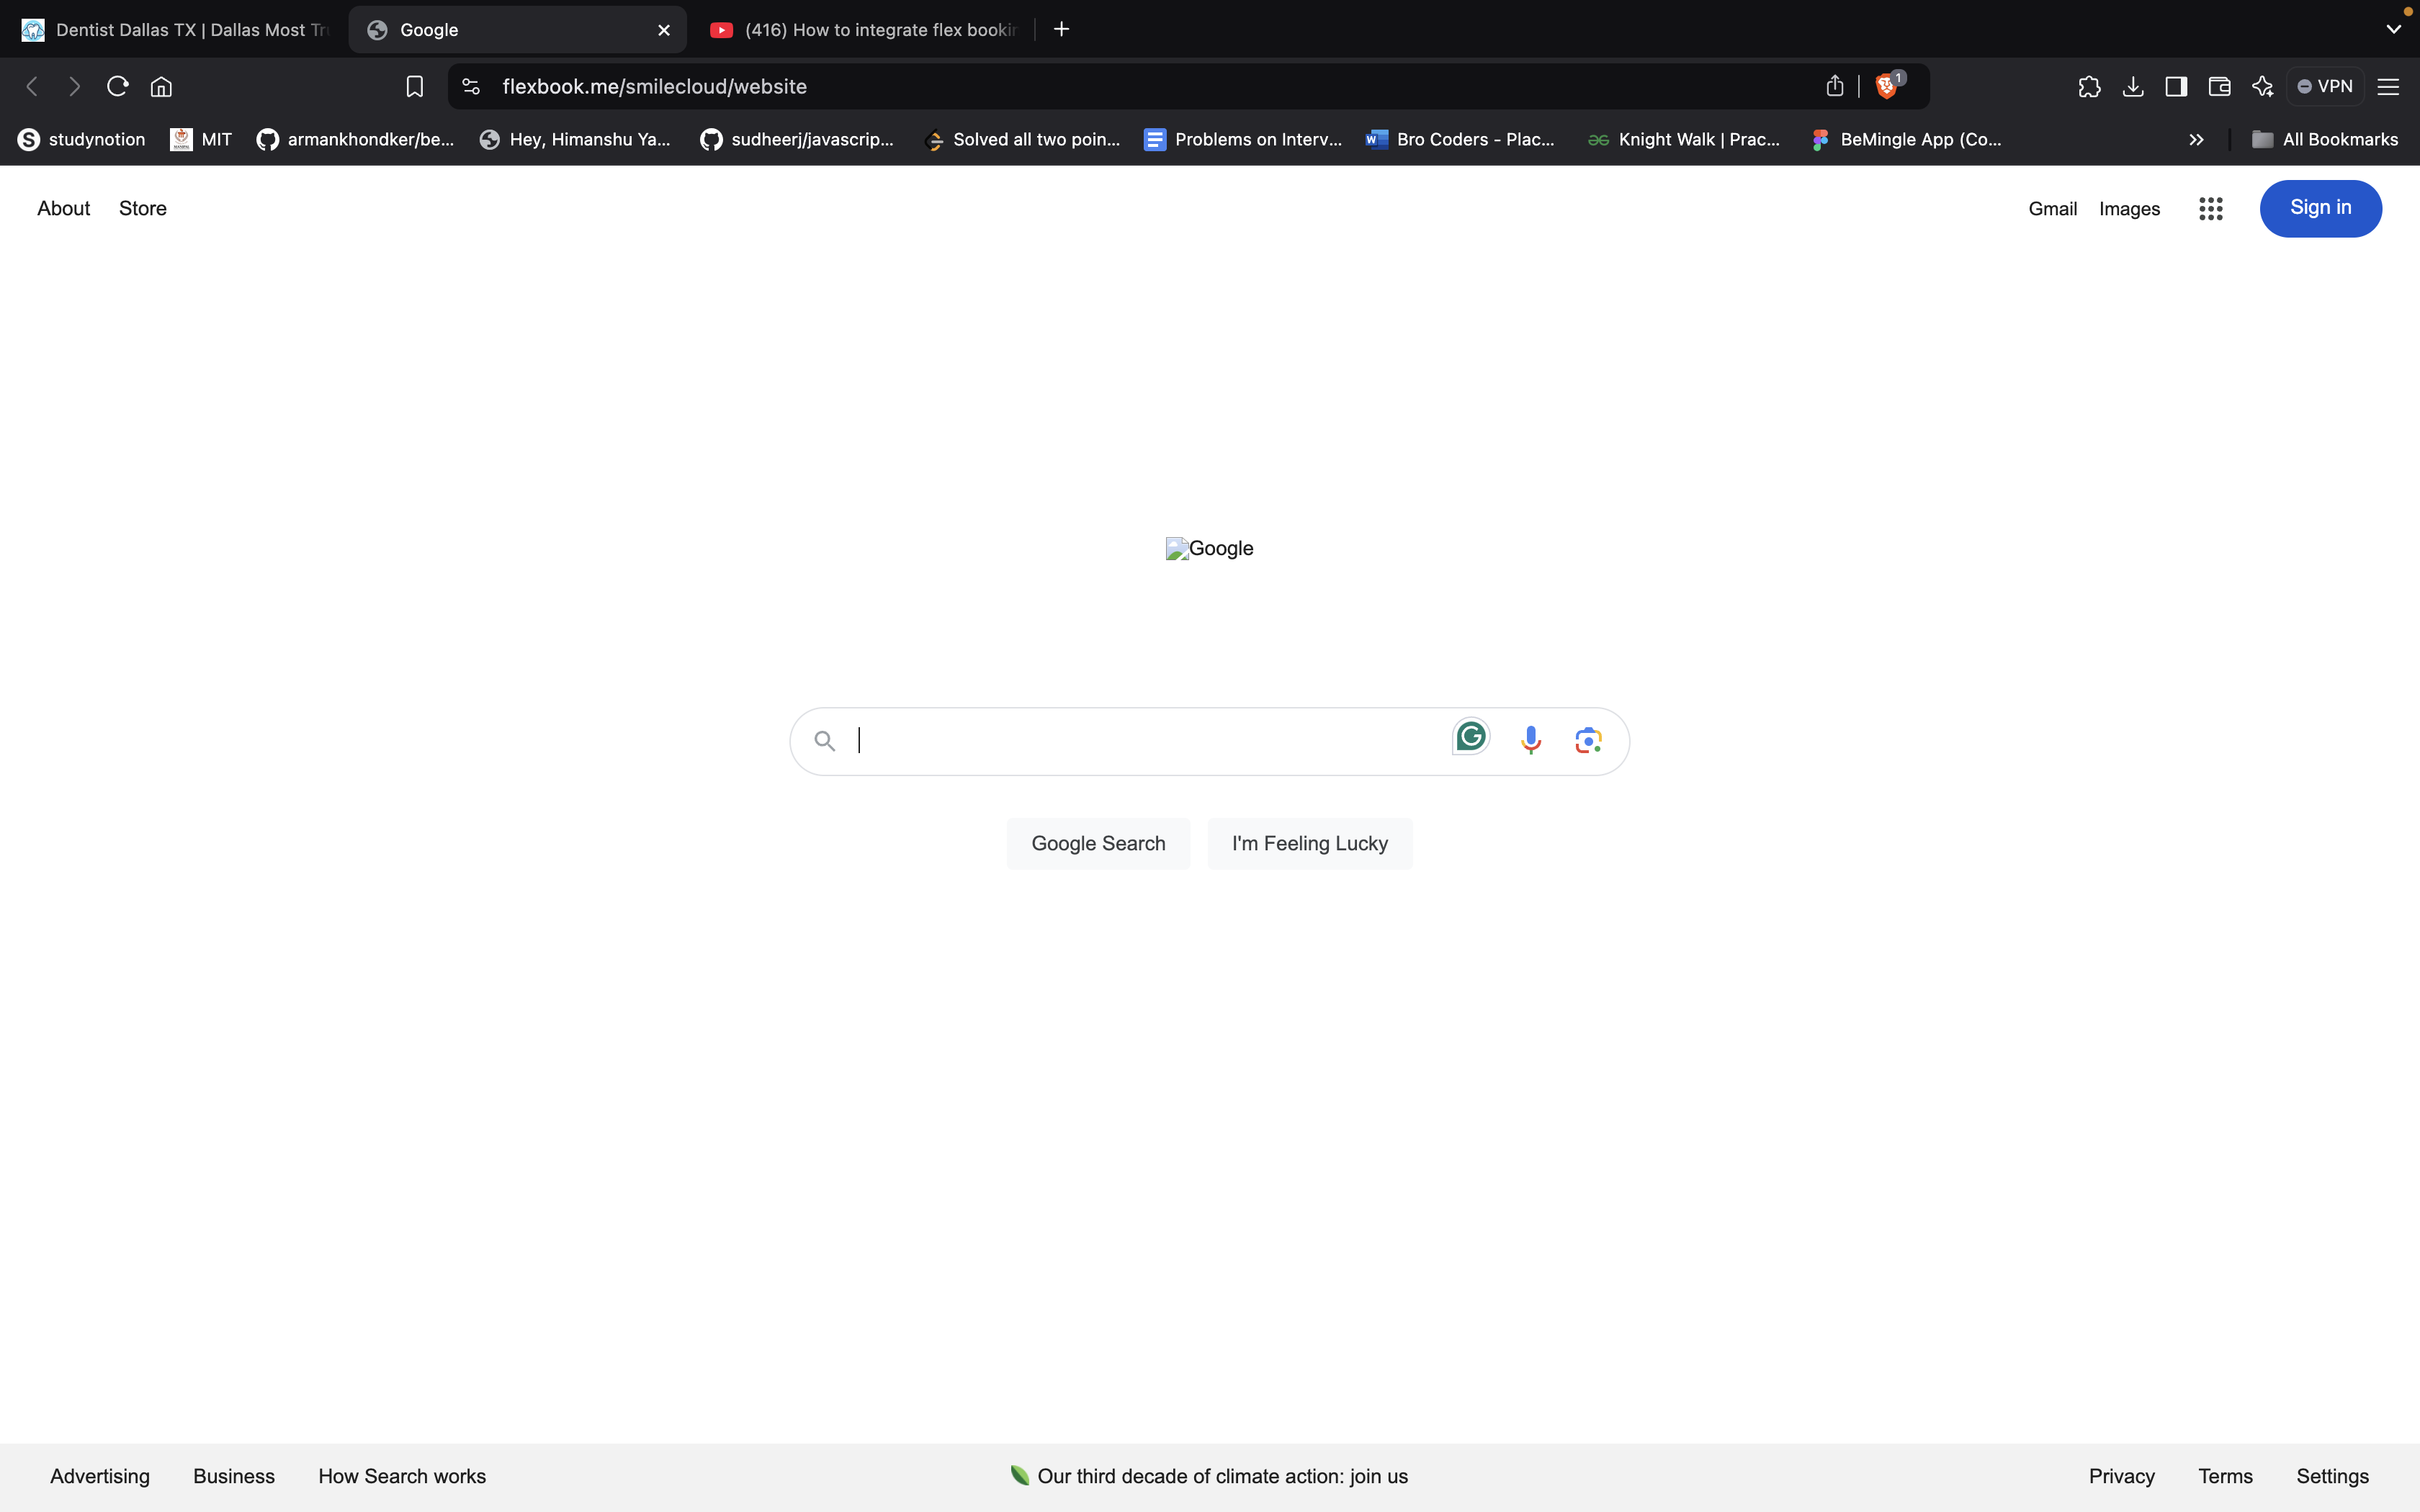 Dentist Dallas TX | Dallas Most Tru
Google
(416) How to integrate flex bookin
flexbook.me/smilecloud/website
1
VPN
studynotion
MIT
armankhondker/be...
Hey, Himanshu Ya...
sudheerj/javascrip...
Solved all two poin...
Problems on Interv...
Bro Coders - Plac...
Knight Walk | Prac...
BeMingle App (Co...
All Bookmarks
About
Store
Gmail
Images
Sign in
Google
Google Search
I'm Feeling Lucky
Advertising
Business
How Search works
Our third decade of climate action: join us
Privacy
Terms
Settings